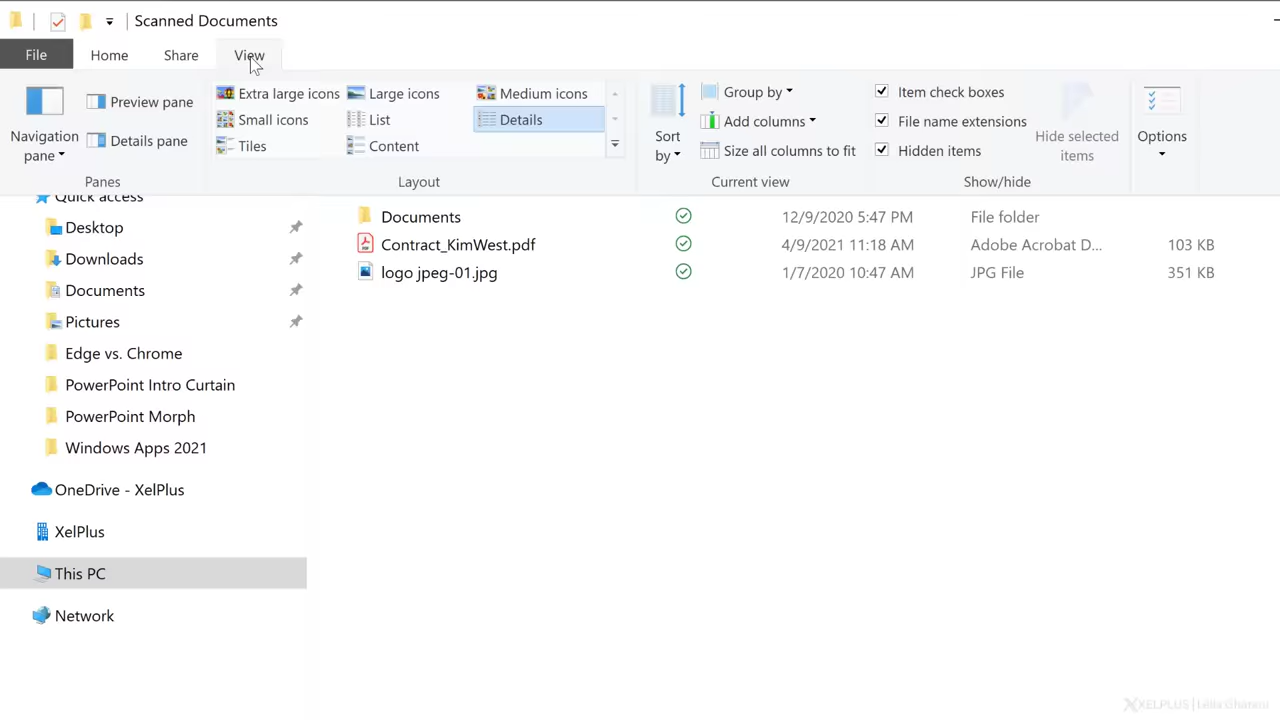 Scanned Documents
File Home Share View
Navigation pane
Preview pane
Details pane
Panes
Extra large icons Large icons Medium icons
Small icons List Details
Tiles Content
Layout
Sort by
Group by
Add columns
Size all columns to fit
Current view
Item check boxes
File name extensions
Hidden items
Hide selected items
Show/hide
Options
Quick access
Desktop
Downloads
Documents
Pictures
Edge vs. Chrome
PowerPoint Intro Curtain
PowerPoint Morph
Windows Apps 2021
OneDrive - XelPlus
XelPlus
This PC
Network
Documents 12/9/2020 5:47 PM File folder
Contract_KimWest.pdf 4/9/2021 11:18 AM Adobe Acrobat D... 103 KB
logo jpeg-01.jpg 1/7/2020 10:47 AM JPG File 351 KB
XELPLUS | Leila Gharani